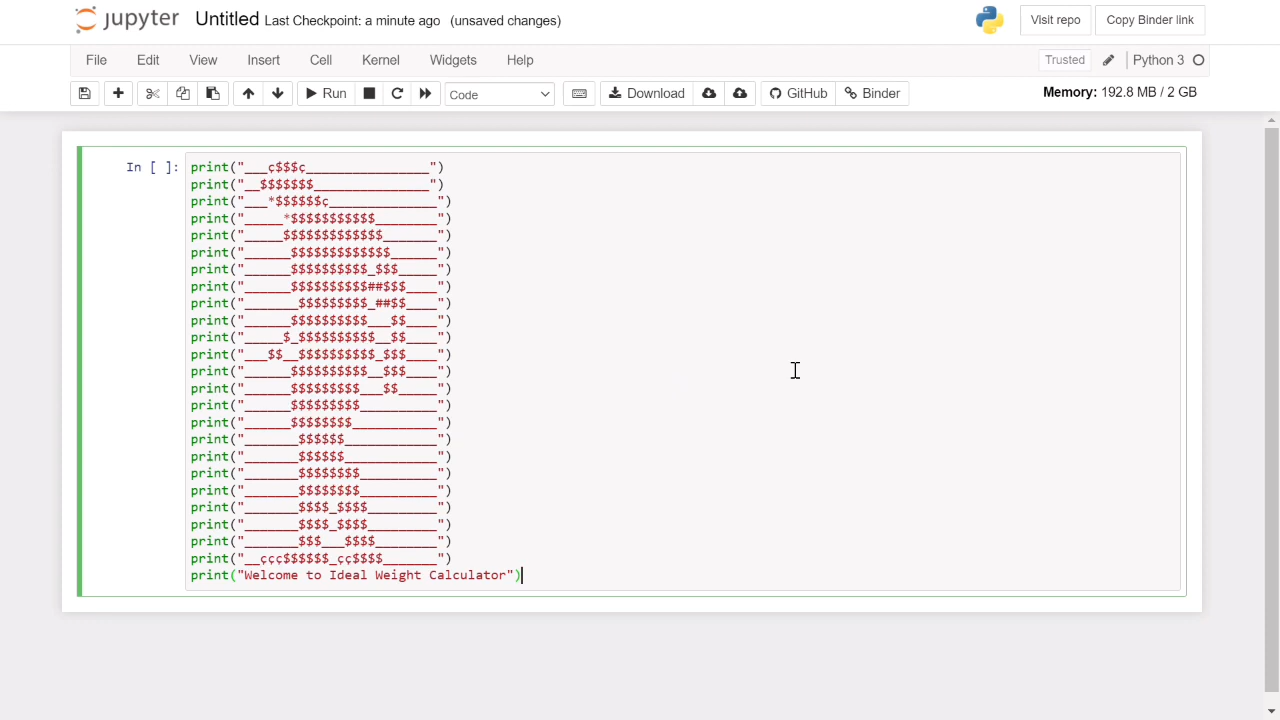 jupyter Untitled Last Checkpoint: a minute ago (unsaved changes) Visit repo Copy Binder link
File Edit View Insert Cell Kernel Widgets Help Trusted Python 3
Run Code Download GitHub Binder Memory: 192.8 MB / 2 GB
In [ ]: print("___ç$$$ç________________")
print("__$$$$$$$_______________")
print("___*$$$$$$ç______________")
print("_____*$$$$$$$$$$$________")
print("_____$$$$$$$$$$$$$_______")
print("______$$$$$$$$$$$$$______")
print("______$$$$$$$$$$_$$$_____")
print("______$$$$$$$$$$##$$$____")
print("_______$$$$$$$$$_##$$____")
print("______$$$$$$$$$$___$$____")
print("_____$_$$$$$$$$$$__$$____")
print("___$$__$$$$$$$$$$_$$$____")
print("______$$$$$$$$$$__$$$____")
print("______$$$$$$$$$___$$_____")
print("______$$$$$$$$$__________")
print("______$$$$$$$$___________")
print("_______$$$$$$____________")
print("_______$$$$$$____________")
print("_______$$$$$$$$__________")
print("_______$$$$$$$$__________")
print("_______$$$$_$$$$_________")
print("_______$$$$_$$$$_________")
print("_______$$$___$$$$________")
print("__ççç$$$$$$_çç$$$$_______")
print("Welcome to Ideal Weight Calculator")